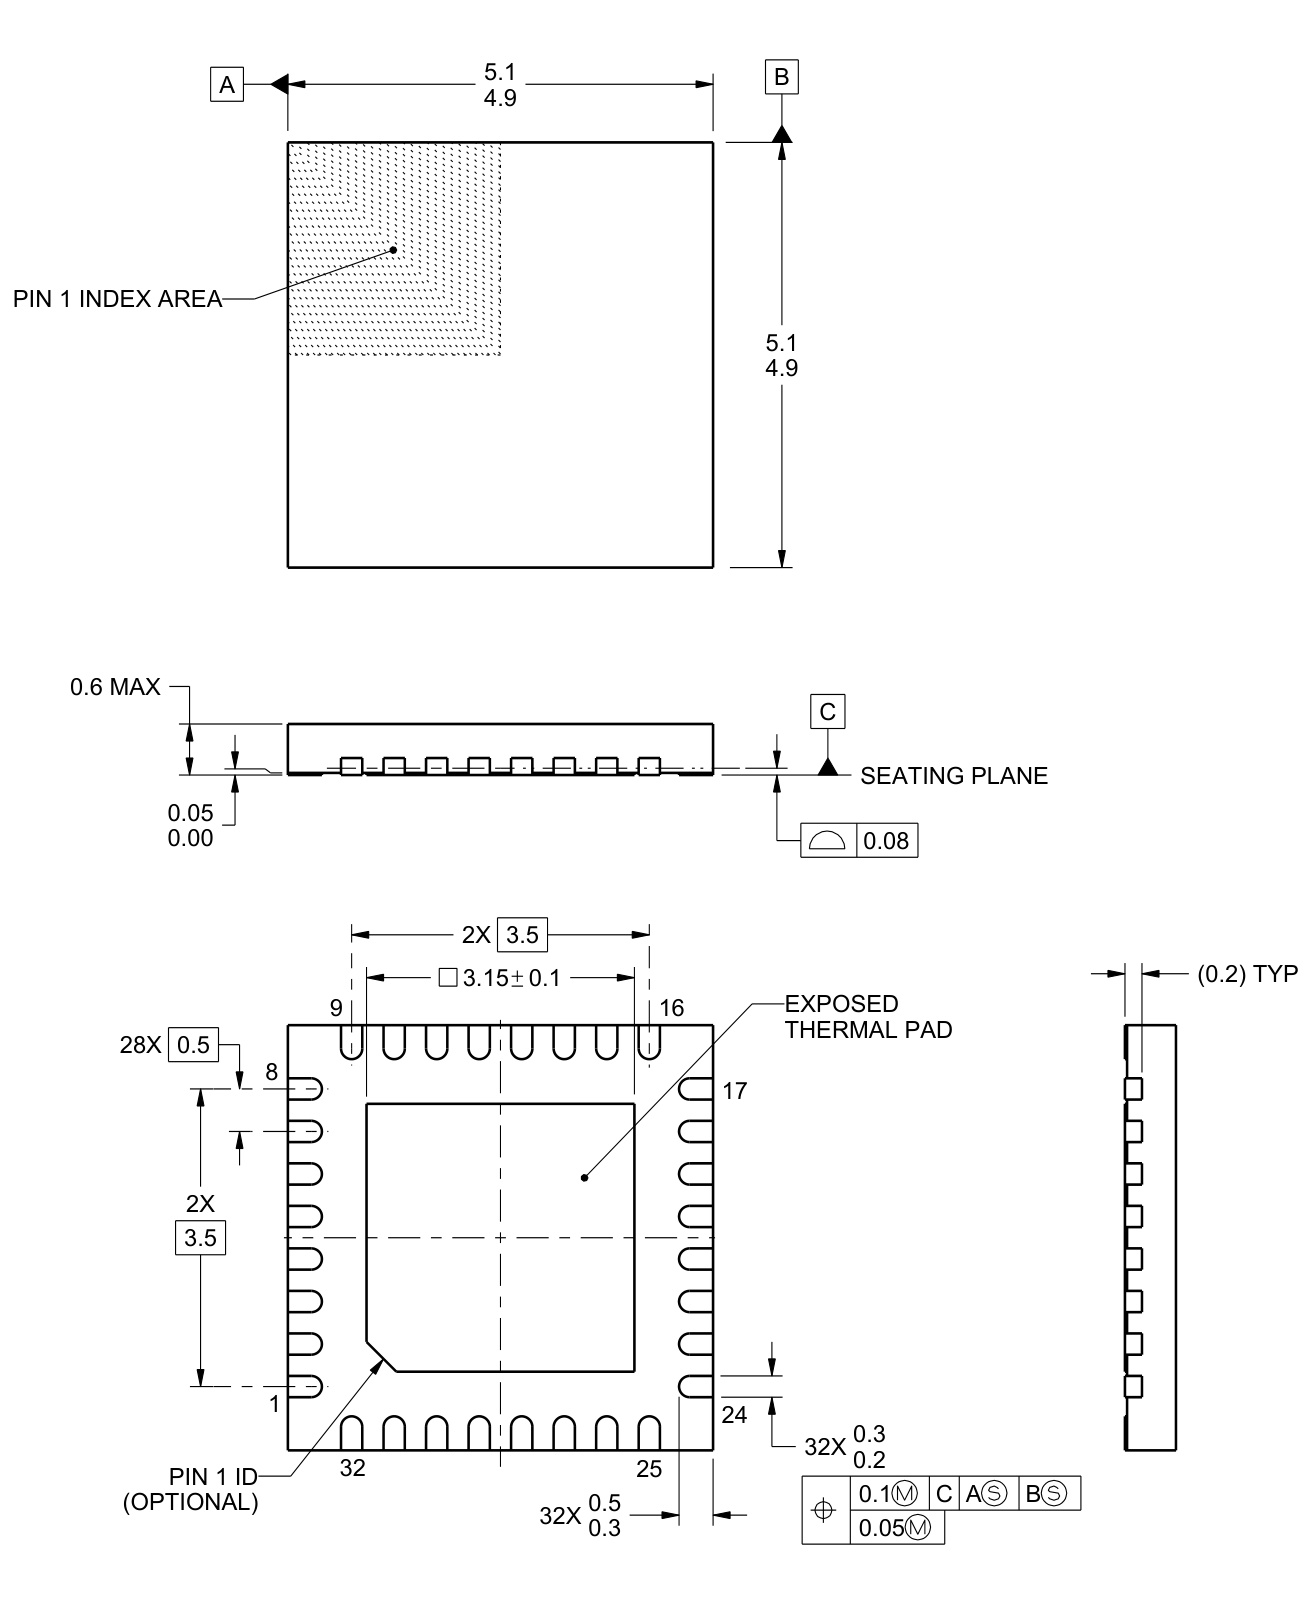 A
5.1
4.9
B
PIN 1 INDEX AREA
5.1
4.9
0.6 MAX
C
SEATING PLANE
0.05
0.00
0.08
2X 3.5
3.15± 0.1
(0.2) TYP
9
16
EXPOSED
THERMAL PAD
28X 0.5
8
17
2X
3.5
1
24
32X 0.3
0.2
32
25
PIN 1 ID
(OPTIONAL)
32X 0.5
0.3
0.1Ⓜ C AⓈ BⓈ
0.05Ⓜ